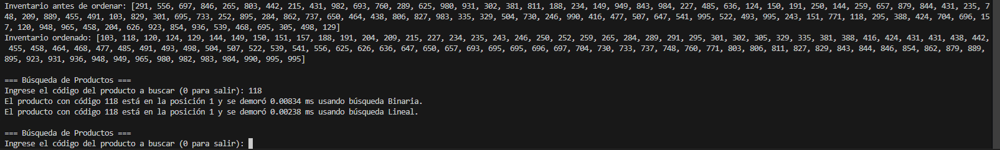 Inventario antes de ordenar: [291, 556, 697, 846, 265, 803, 442, 215, 431, 982, 693, 760, 289, 625, 980, 931, 302, 381, 811, 188, 234, 149, 949, 843, 984, 227, 485, 636, 124, 150, 191, 250, 144, 259, 657, 879, 844, 431, 235, 7
48, 209, 889, 455, 491, 103, 829, 301, 695, 733, 252, 895, 284, 862, 737, 650, 464, 438, 806, 827, 983, 335, 329, 504, 730, 246, 990, 416, 477, 507, 647, 541, 995, 522, 493, 995, 243, 151, 771, 118, 295, 388, 424, 704, 696, 15
7, 120, 948, 965, 458, 204, 626, 923, 854, 936, 539, 468, 695, 305, 498, 129]
Inventario ordenado: [103, 118, 120, 124, 129, 144, 149, 150, 151, 157, 188, 191, 204, 209, 215, 227, 234, 235, 243, 246, 250, 252, 259, 265, 284, 289, 291, 295, 301, 302, 305, 329, 335, 381, 388, 416, 424, 431, 431, 438, 442,
455, 458, 464, 468, 477, 485, 491, 493, 498, 504, 507, 522, 539, 541, 556, 625, 626, 636, 647, 650, 657, 693, 695, 695, 696, 697, 704, 730, 733, 737, 748, 760, 771, 803, 806, 811, 827, 829, 843, 844, 846, 854, 862, 879, 889,
895, 923, 931, 936, 948, 949, 965, 980, 982, 983, 984, 990, 995, 995]
=== Búsqueda de Productos ===
Ingrese el código del producto a buscar (0 para salir): 118
El producto con código 118 está en la posición 1 y se demoró 0.00834 ms usando búsqueda Binaria.
El producto con código 118 está en la posición 1 y se demoró 0.00238 ms usando búsqueda Lineal.
=== Búsqueda de Productos ===
Ingrese el código del producto a buscar (0 para salir):